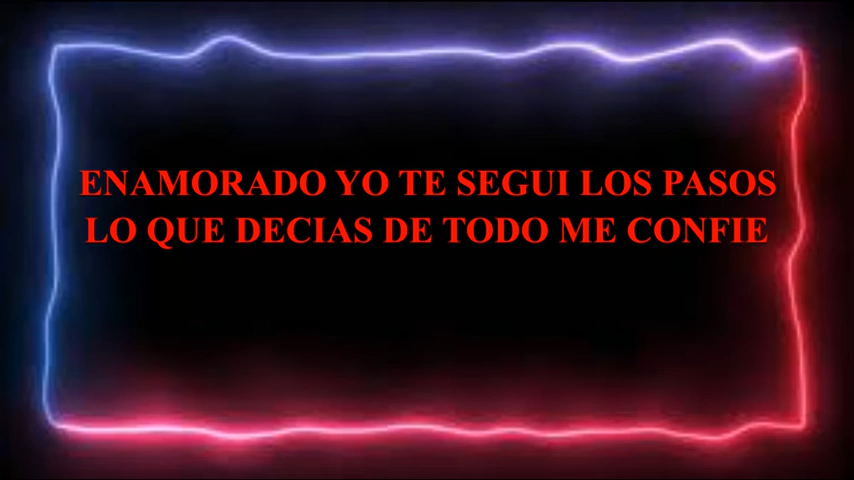 ENAMORADO YO TE SEGUI LOS PASOS
LO QUE DECIAS DE TODO ME CONFIE